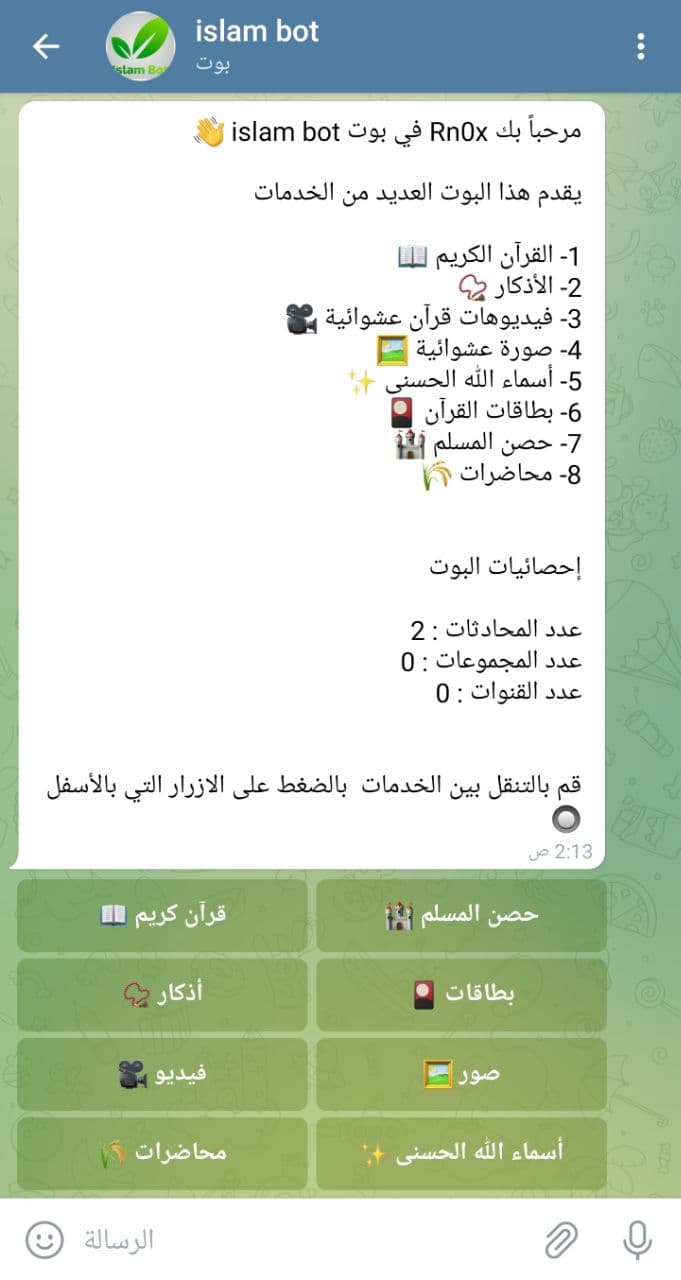 islam bot
بوت
Islam Bot
مرحباً بك Rn0x في بوت islam bot 👋
يقدم هذا البوت العديد من الخدمات
1- القرآن الكريم 📖
2- الأذكار 📿
3- فيديوهات قرآن عشوائية 🎥
4- صورة عشوائية 🖼️
5- أسماء الله الحسنى ✨
6- بطاقات القرآن 🎴
7- حصن المسلم 🏰
8- محاضرات 🌾
إحصائيات البوت
عدد المحادثات : 2
عدد المجموعات : 0
عدد القنوات : 0
قم بالتنقل بين الخدمات بالضغط على الازرار التي بالأسفل
🔘
2:13 ص
حصن المسلم 🏰
قرآن كريم 📖
بطاقات 🎴
أذكار 📿
صور 🖼️
فيديو 🎥
أسماء الله الحسنى ✨
محاضرات 🌾
الرسالة